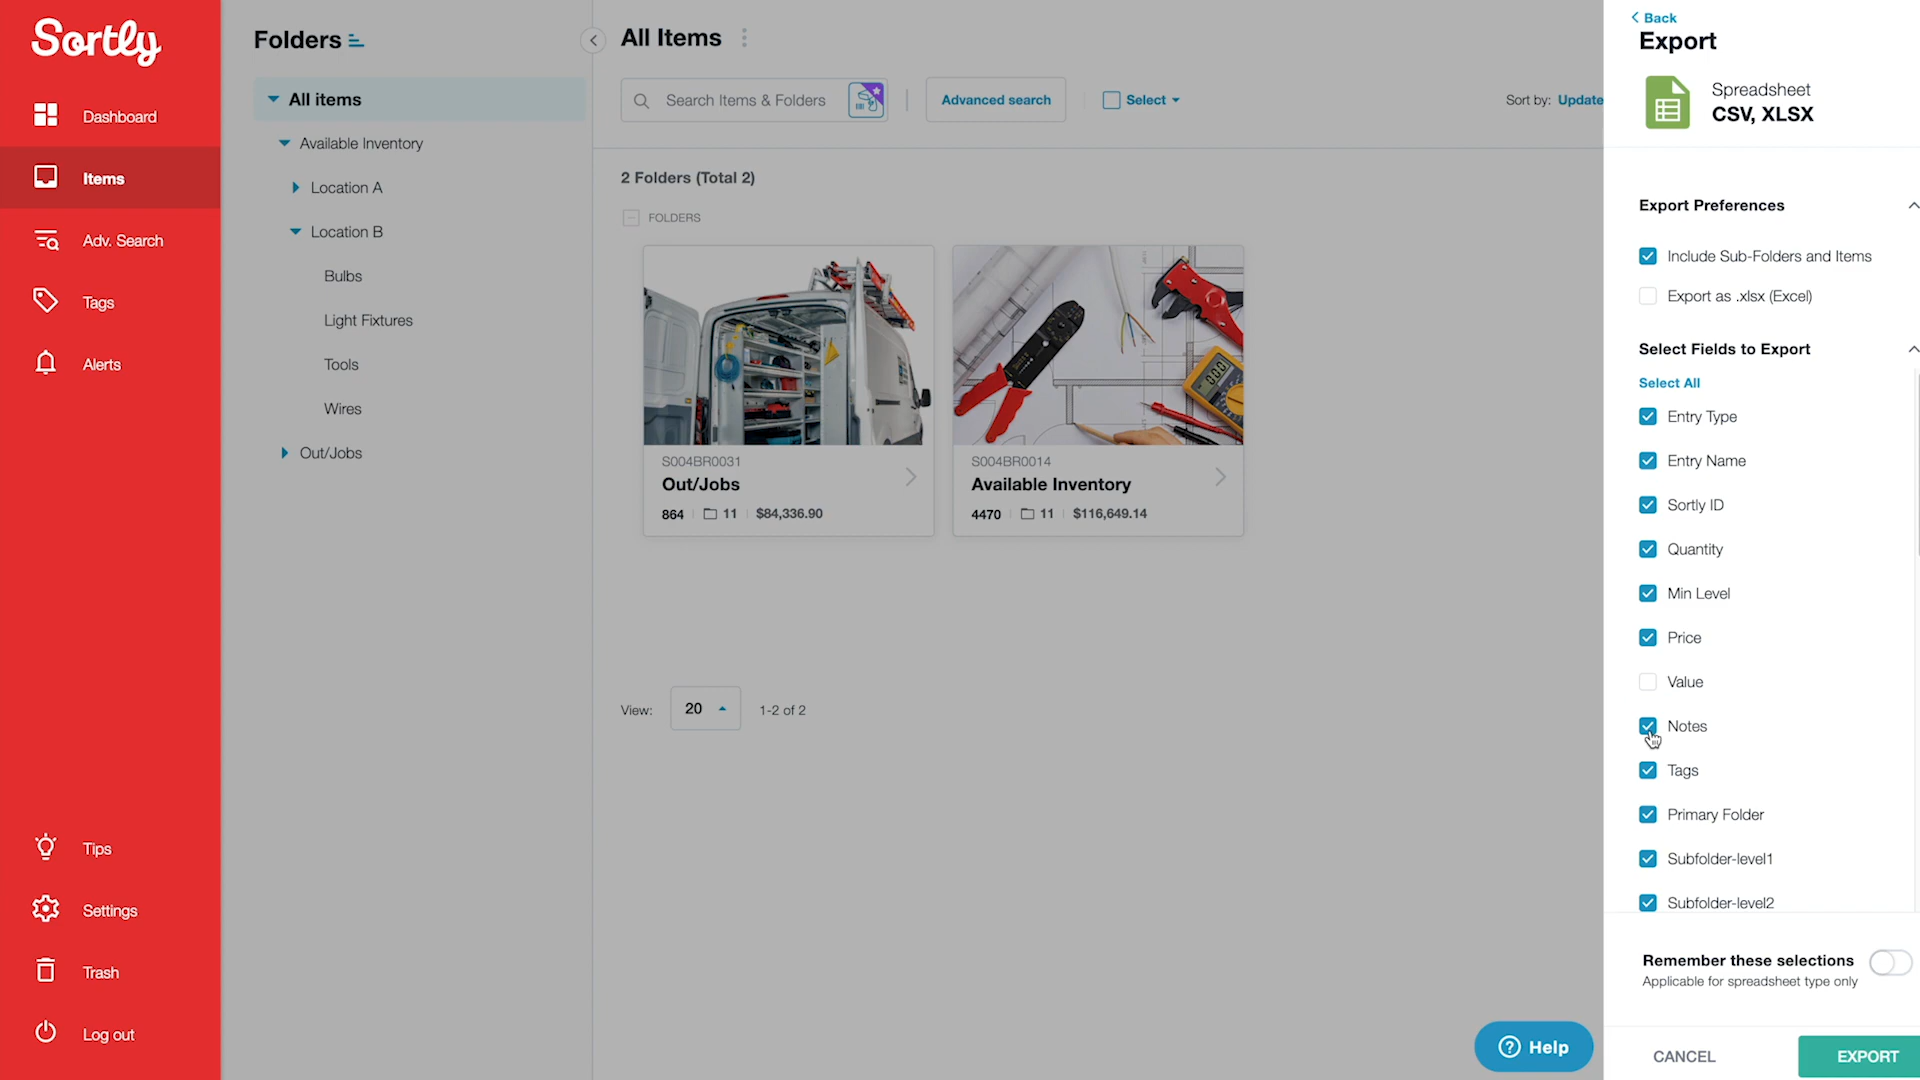 Sortly
Dashboard
Items
Adv. Search
Tags
Alerts
Tips
Settings
Trash
Log out
Folders
All items
Available Inventory
Location A
Location B
Bulbs
Light Fixtures
Tools
Wires
Out/Jobs
All Items
Search Items & Folders
Advanced search
Select
Sort by: Update
2 Folders (Total 2)
FOLDERS
S004BR0031
Out/Jobs
864 11 $84,336.90
S004BR0014
Available Inventory
4470 11 $116,649.14
View: 20 1-2 of 2
Help
Back
Export
Spreadsheet
CSV, XLSX
Export Preferences
Include Sub-Folders and Items
Export as .xlsx (Excel)
Select Fields to Export
Select All
Entry Type
Entry Name
Sortly ID
Quantity
Min Level
Price
Value
Notes
Tags
Primary Folder
Subfolder-level1
Subfolder-level2
Remember these selections
Applicable for spreadsheet type only
CANCEL
EXPORT